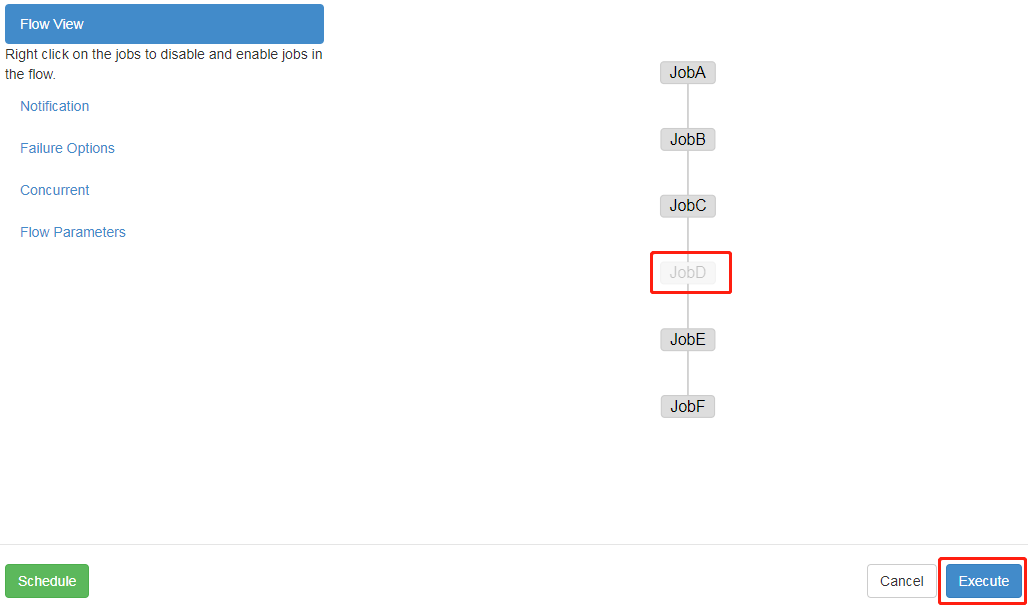 Flow View
Right click on the jobs to disable and enable jobs in
the flow.
Notification
Failure Options
Concurrent
Flow Parameters
JobA
JobB
JobC
JobD
JobE
JobF
Schedule
Cancel
Execute